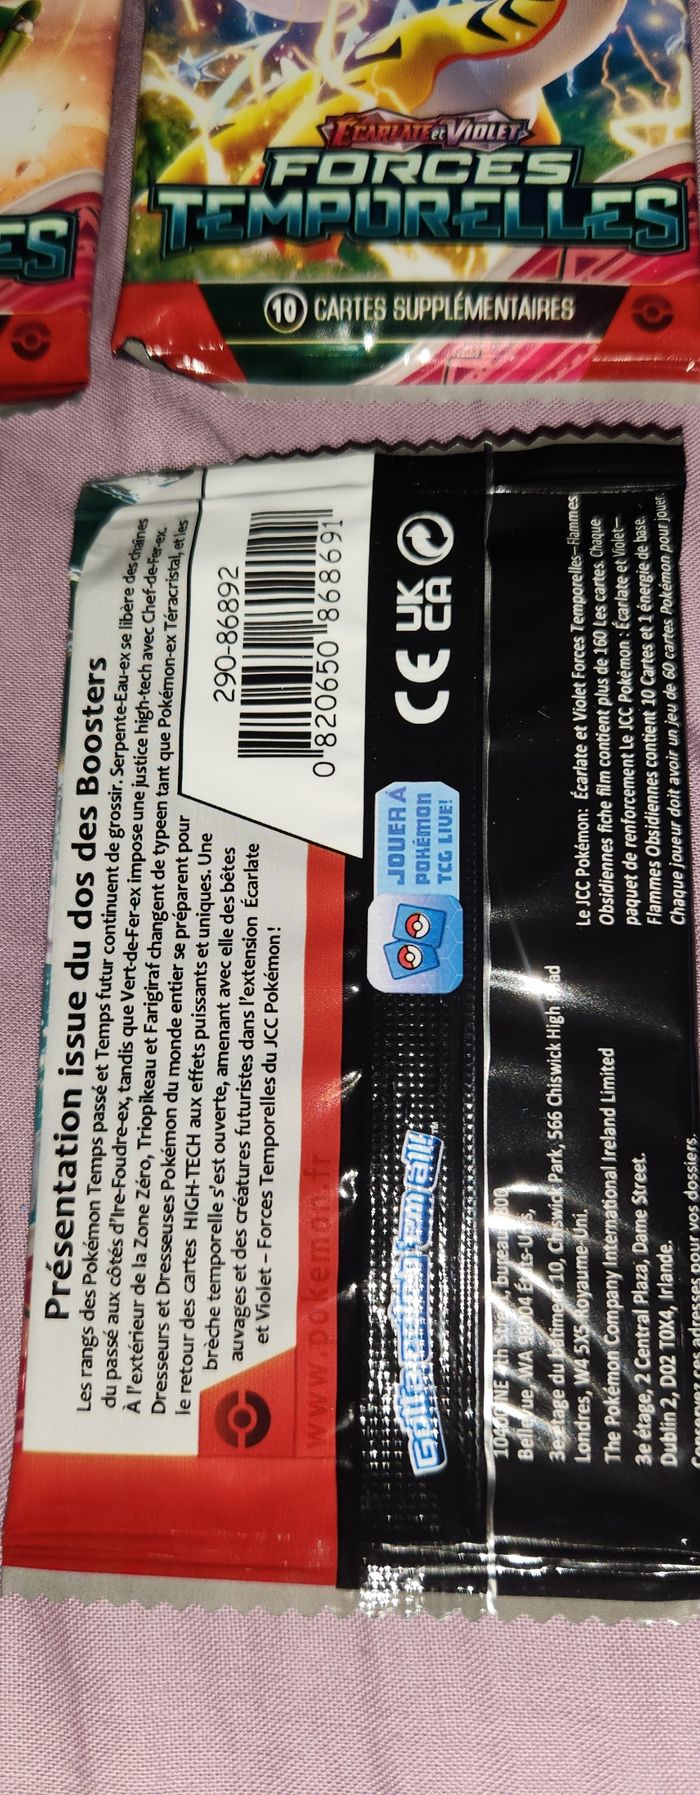 ÉCARLATE et VIOLET
FORCES
TEMPORELLES
10 CARTES SUPPLÉMENTAIRES
ES
Présentation issue du dos des Boosters
Les rangs des Pokémon Temps passé et Temps futur continuent de grossir. Serpente-Eau-ex se libère des chaînes
du passé aux côtés d'Ire-Foudre-ex, tandis que Vert-de-Fer-ex impose une justice high-tech avec Chef-de-Fer-ex.
À l'extérieur de la Zone Zéro, Triopikeau et Farigiraf changent de typeen tant que Pokémon-ex Téracristal, et les
Dresseurs et Dresseuses Pokémon du monde entier se préparent pour
le retour des cartes HIGH-TECH aux effets puissants et uniques. Une
brèche temporelle s'est ouverte, amenant avec elle des bêtes
auvages et des créatures futuristes dans l'extension Écarlate
et Violet – Forces Temporelles du JCC Pokémon!
www.pokemon.fr
290-86892
0 820650 868691
CE UK
CA
JOUER Á
POKÉMON
TCG LIVE!
Gotta catch 'em all!
Le JCC Pokémon: Écarlate et Violet Forces Temporelles–Flammes
Obsidiennes fiche film contient plus de 160 Les cartes. Chaque
paquet de renforcement Le JCC Pokémon : Écarlate et Violet–
Flammes Obsidiennes contient 10 Cartes et 1 énergie de base.
Chaque joueur doit avoir un jeu de 60 cartes Pokémon pour jouer.
Bellevue, WA 98004 États-Unis,
3e étage du bâtiment 10, Chiswick Park, 566 Chiswick High Road
Londres, W4 5XS Royaume-Uni.
The Pokémon Company International Ireland Limited
3e étage, 2 Central Plaza, Dame Street.
Dublin 2, D02 T0X4, Irlande.
pour vos dossiers.